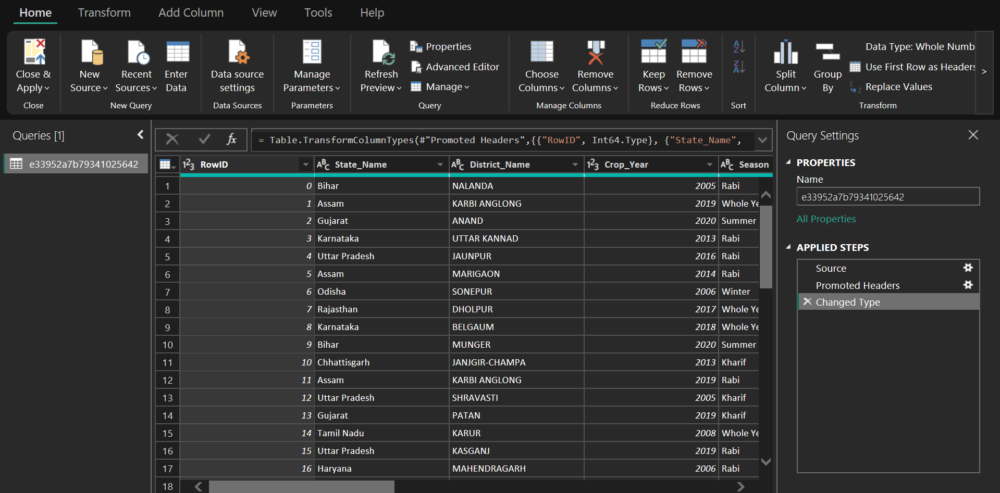 Home Transform Add Column View Tools Help
Close & Apply
New Source
Recent Sources
Enter Data
Data source settings
Manage Parameters
Refresh Preview
Properties
Advanced Editor
Manage
Choose Columns
Remove Columns
Keep Rows
Remove Rows
Split Column
Group By
Data Type: Whole Numb
Use First Row as Headers
Replace Values
Close New Query Data Sources Parameters Query Manage Columns Reduce Rows Sort Transform
Queries [1]
e33952a7b79341025642
fx = Table.TransformColumnTypes(#"Promoted Headers",{{"RowID", Int64.Type}, {"State_Name",
RowID State_Name District_Name Crop_Year Season
1 0 Bihar NALANDA 2005 Rabi
2 1 Assam KARBI ANGLONG 2019 Whole Ye
3 2 Gujarat ANAND 2020 Summer
4 3 Karnataka UTTAR KANNAD 2013 Rabi
5 4 Uttar Pradesh JAUNPUR 2016 Rabi
6 5 Assam MARIGAON 2014 Rabi
7 6 Odisha SONEPUR 2006 Winter
8 7 Rajasthan DHOLPUR 2017 Whole Ye
9 8 Karnataka BELGAUM 2018 Whole Ye
10 9 Bihar MUNGER 2020 Summer
11 10 Chhattisgarh JANJGIR-CHAMPA 2013 Kharif
12 11 Assam KARBI ANGLONG 2019 Rabi
13 12 Uttar Pradesh SHRAVASTI 2005 Kharif
14 13 Gujarat PATAN 2019 Kharif
15 14 Tamil Nadu KARUR 2008 Whole Ye
16 15 Uttar Pradesh KASGANJ 2019 Rabi
17 16 Haryana MAHENDRAGARH 2006 Rabi
18
Query Settings
PROPERTIES
Name
e33952a7b79341025642
All Properties
APPLIED STEPS
Source
Promoted Headers
Changed Type